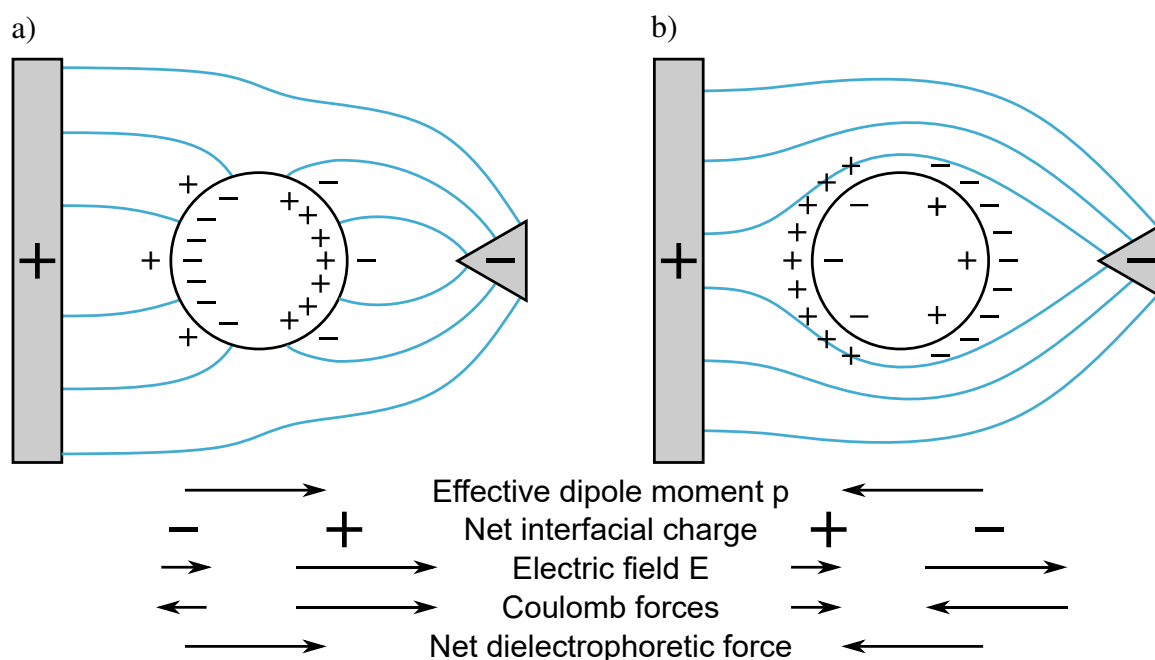 a)
b)
Effective dipole moment p
Net interfacial charge
Electric field E
Coulomb forces
Net dielectrophoretic force